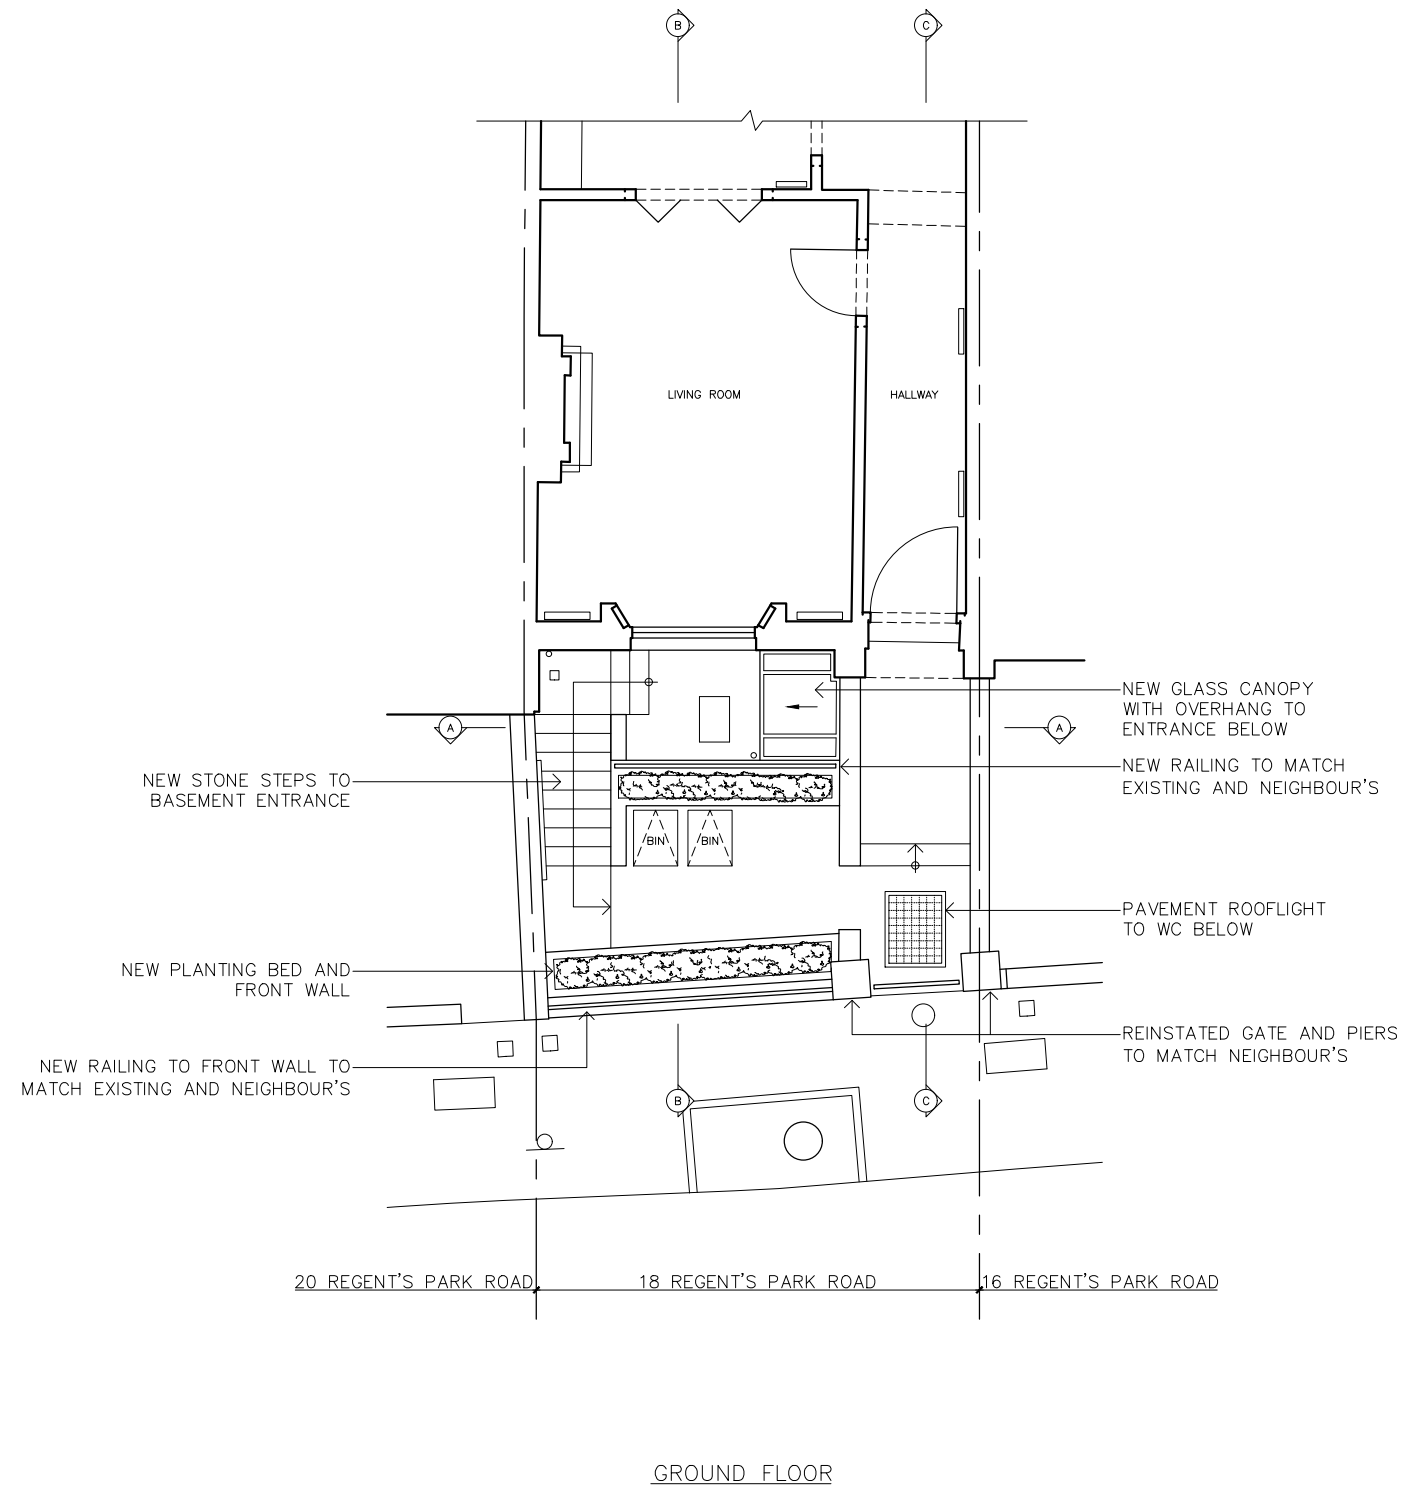 B
C
LIVING ROOM
HALLWAY
NEW GLASS CANOPY
WITH OVERHANG TO
ENTRANCE BELOW
A
A
NEW RAILING TO MATCH
EXISTING AND NEIGHBOUR'S
NEW STONE STEPS TO
BASEMENT ENTRANCE
BIN
BIN
PAVEMENT ROOFLIGHT
TO WC BELOW
NEW PLANTING BED AND
FRONT WALL
REINSTATED GATE AND PIERS
TO MATCH NEIGHBOUR'S
NEW RAILING TO FRONT WALL TO
MATCH EXISTING AND NEIGHBOUR'S
B
C
20 REGENT'S PARK ROAD
18 REGENT'S PARK ROAD
16 REGENT'S PARK ROAD
GROUND FLOOR